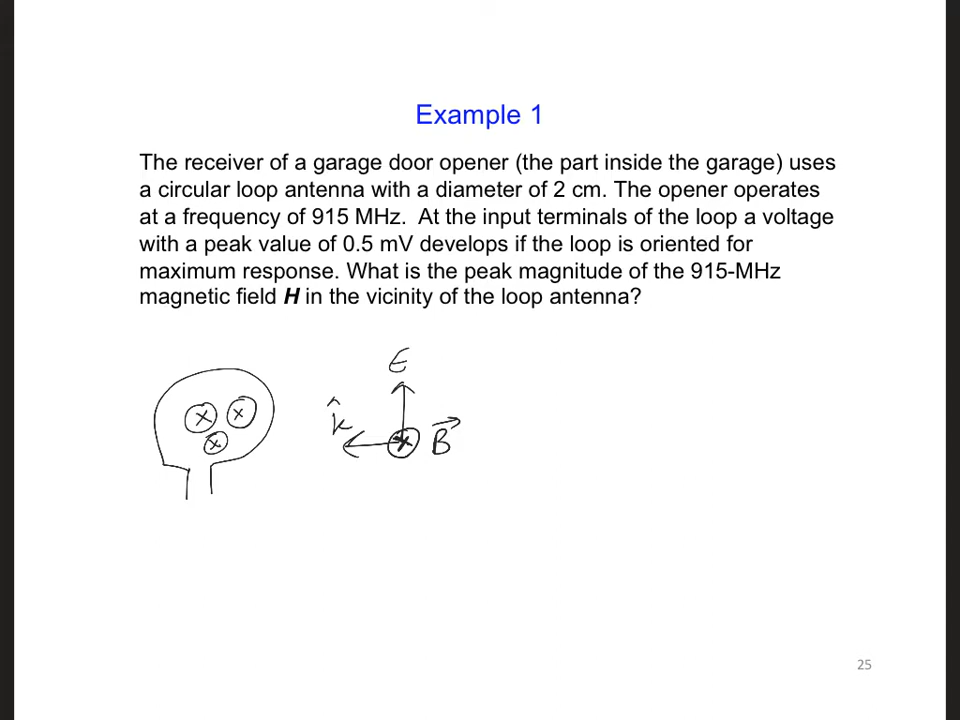 Example 1
The receiver of a garage door opener (the part inside the garage) uses
a circular loop antenna with a diameter of 2 cm. The opener operates
at a frequency of 915 MHz. At the input terminals of the loop a voltage
with a peak value of 0.5 mV develops if the loop is oriented for
maximum response. What is the peak magnitude of the 915-MHz
magnetic field H in the vicinity of the loop antenna?
E
k̂
B⃗
25